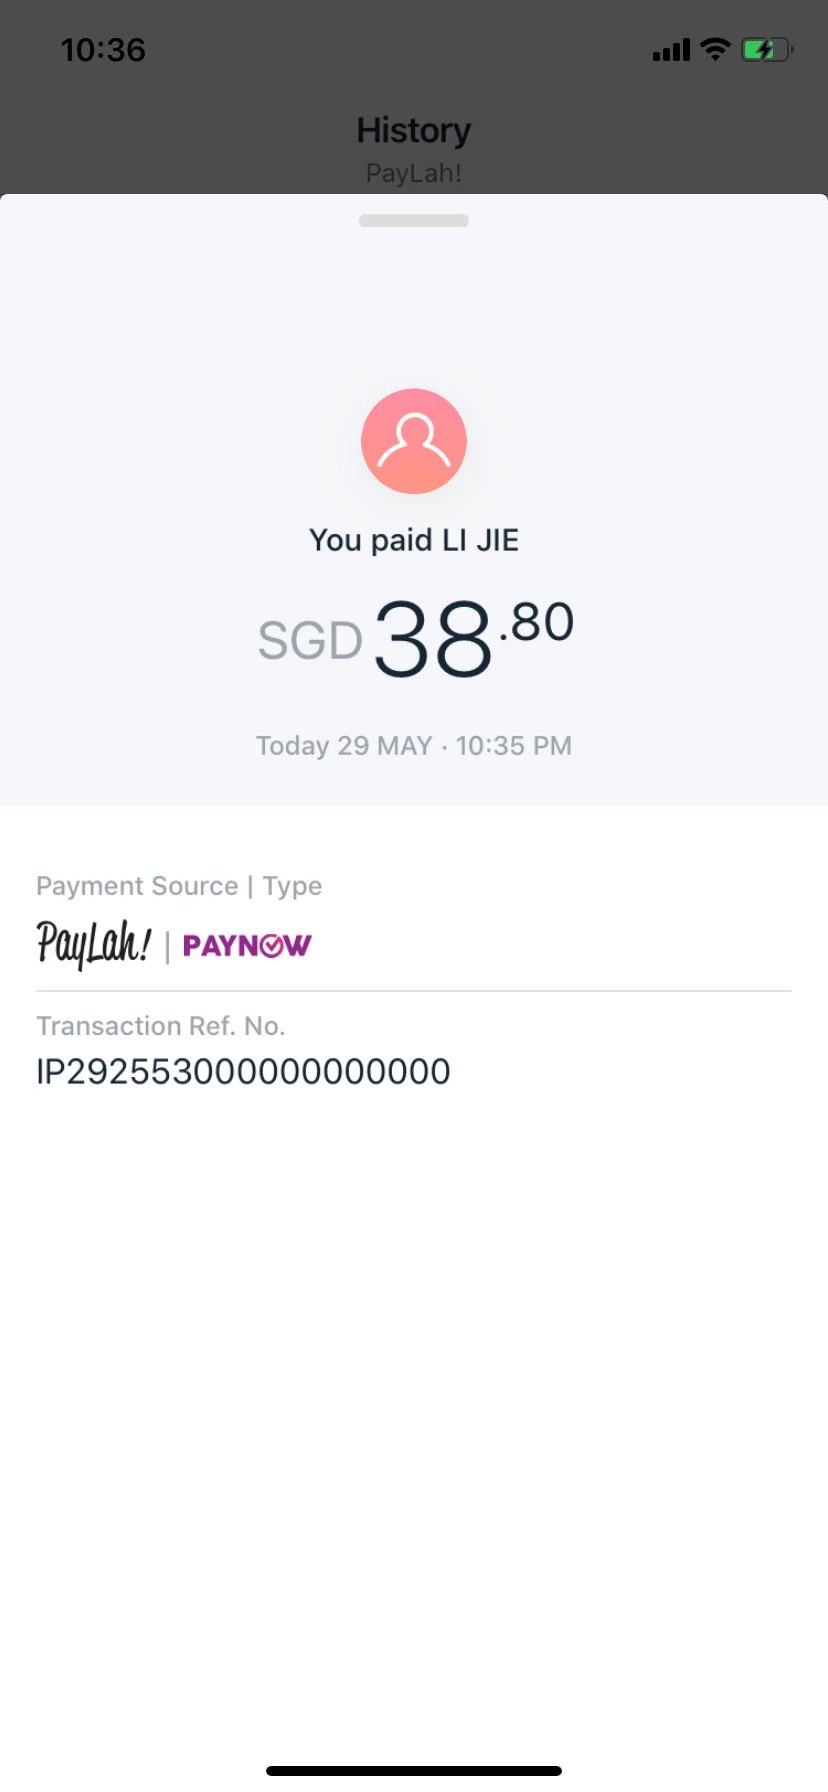 10:36
History
PayLah!
You paid LI JIE
SGD 38.80
Today 29 MAY · 10:35 PM
Payment Source | Type
PayLah! | PAYNOW
Transaction Ref. No.
IP292553000000000000